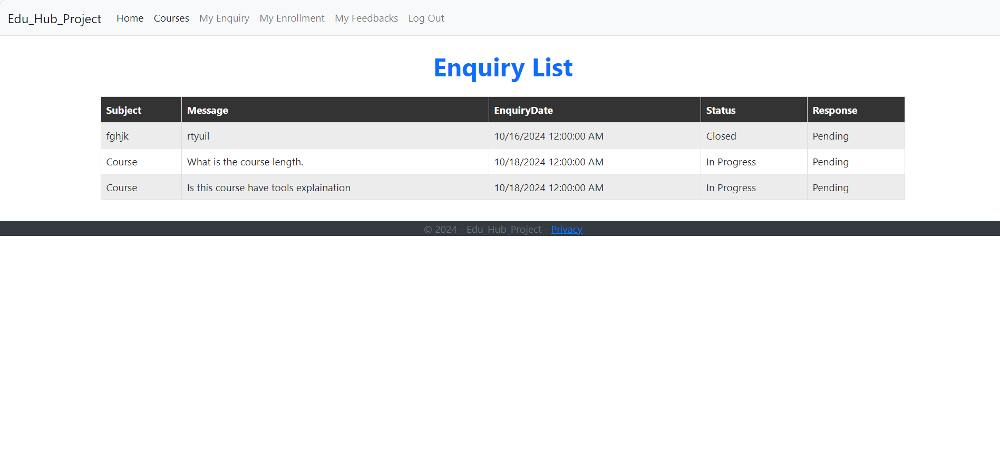 Edu_Hub_Project Home Courses My Enquiry My Enrollment My Feedbacks Log Out
Enquiry List
Subject Message EnquiryDate Status Response
fghjk rtyuil 10/16/2024 12:00:00 AM Closed Pending
Course What is the course length. 10/18/2024 12:00:00 AM In Progress Pending
Course Is this course have tools explaination 10/18/2024 12:00:00 AM In Progress Pending
© 2024 - Edu_Hub_Project - Privacy